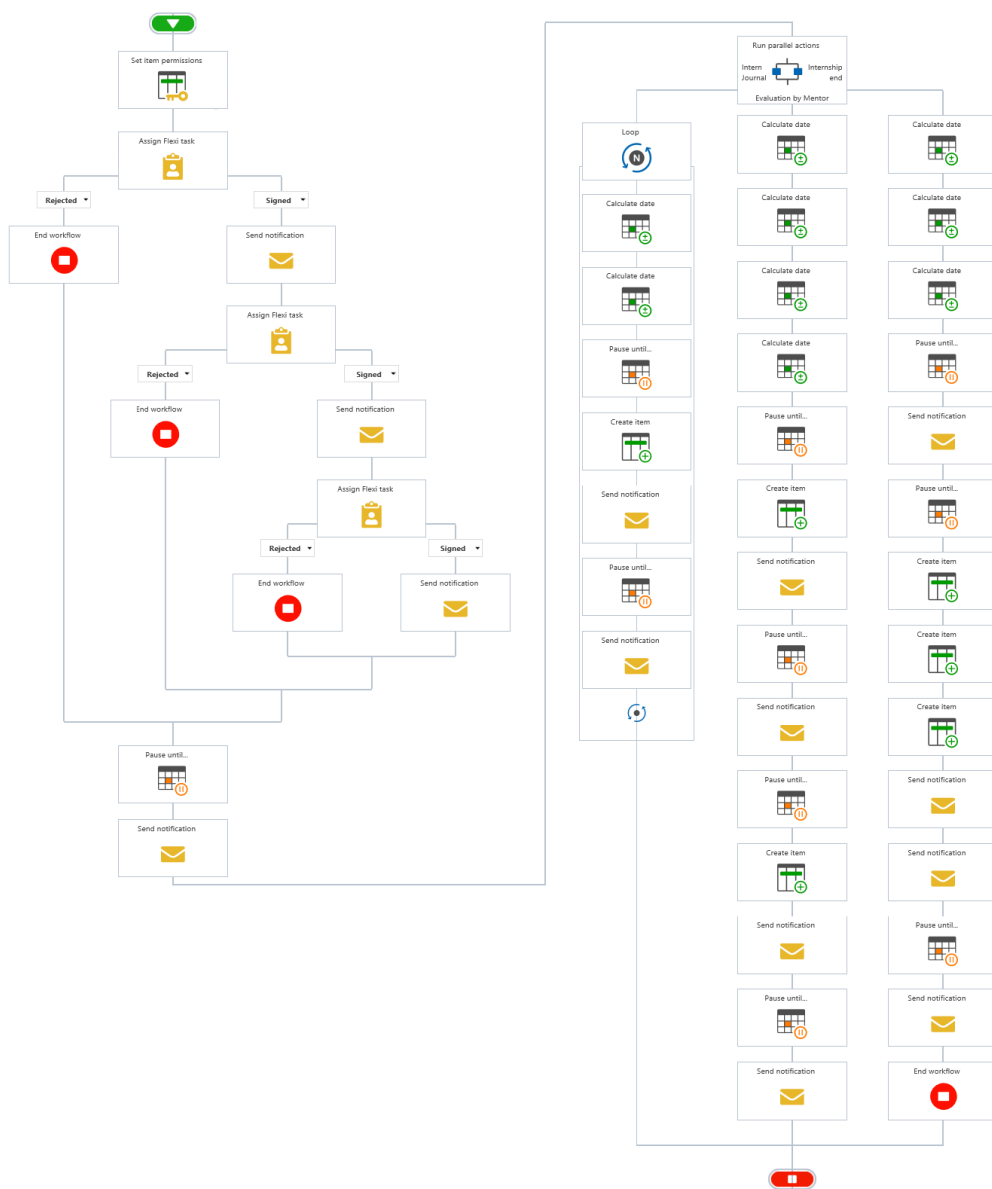 Set item permissions
Assign Flexi task
Rejected
Signed
End workflow
Send notification
Assign Flexi task
Rejected
Signed
End workflow
Send notification
Assign Flexi task
Rejected
Signed
End workflow
Send notification
Pause until...
Send notification
Run parallel actions
Intern
Journal
Internship
end
Evaluation by Mentor
Loop
N
Calculate date
Calculate date
Pause until...
Create item
Send notification
Pause until...
Send notification
Calculate date
Calculate date
Calculate date
Calculate date
Pause until...
Create item
Send notification
Pause until...
Send notification
Pause until...
Create item
Send notification
Pause until...
Send notification
Calculate date
Calculate date
Calculate date
Pause until...
Send notification
Pause until...
Create item
Create item
Create item
Send notification
Send notification
Pause until...
Send notification
End workflow